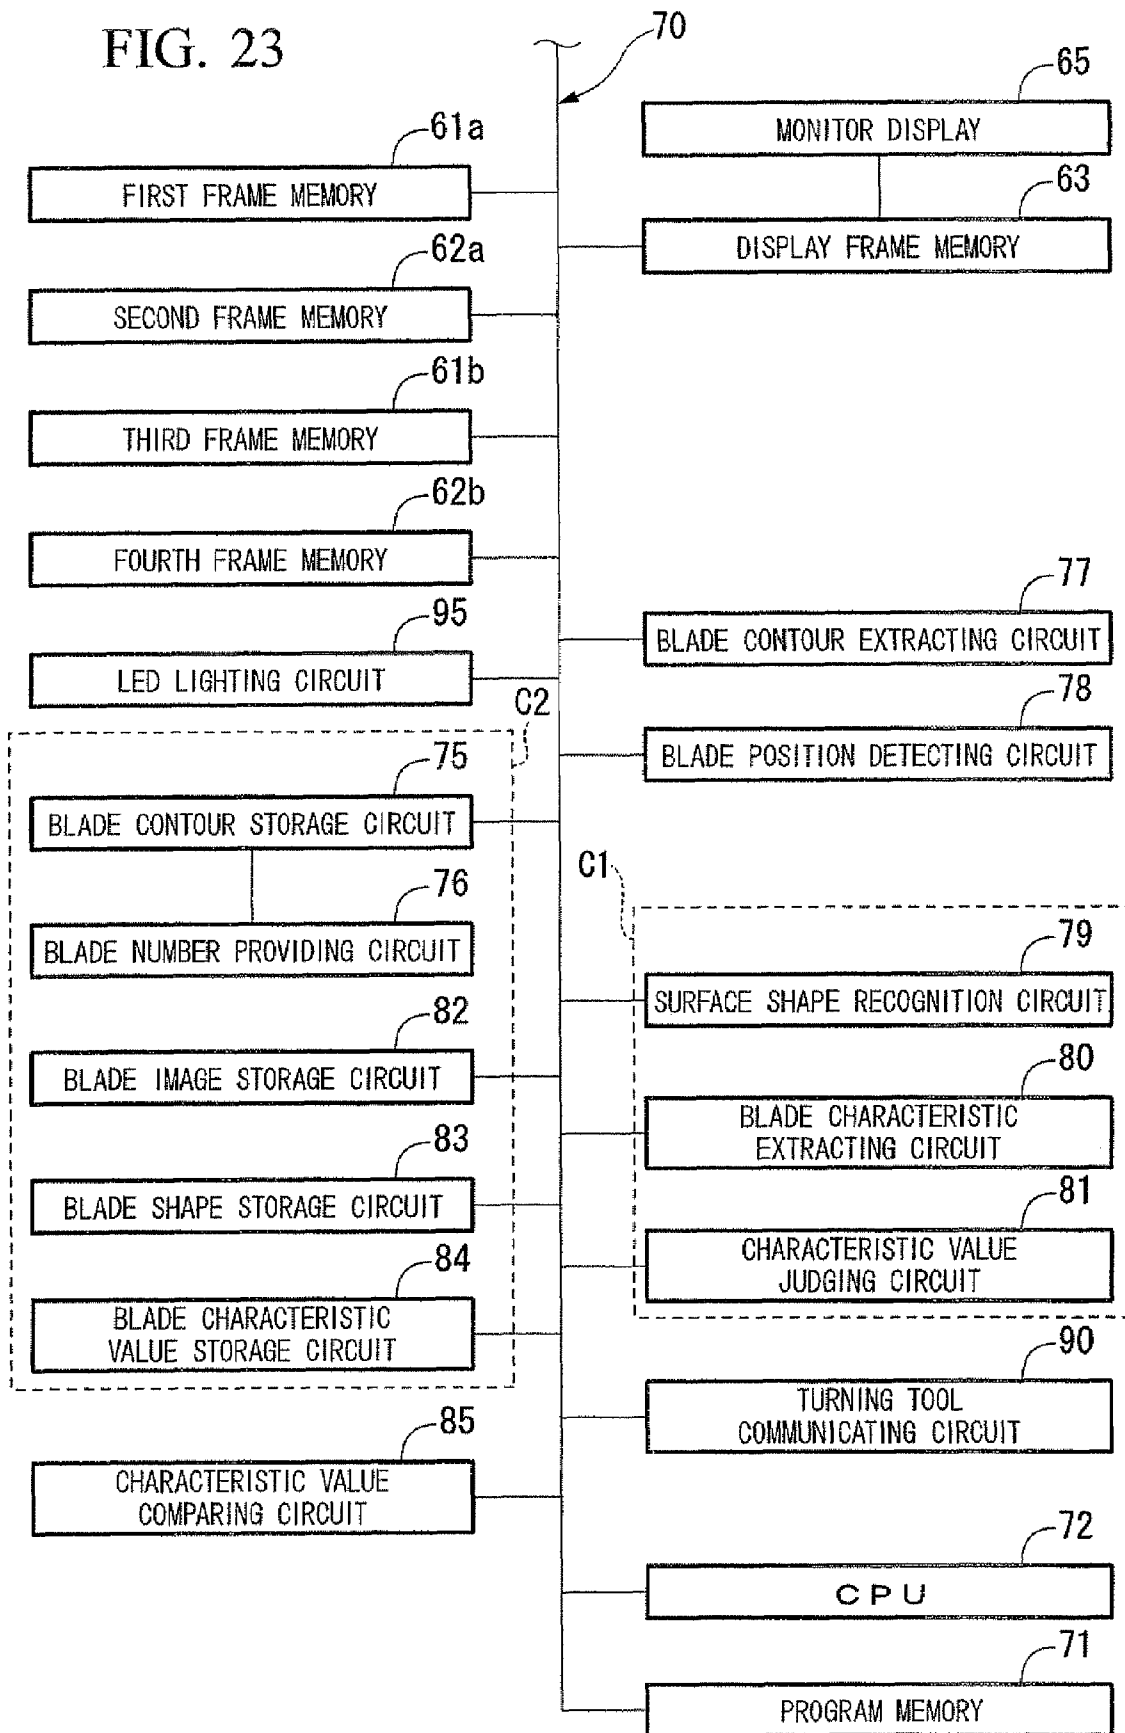 FIG. 23
70
65
MONITOR DISPLAY
61a
FIRST FRAME MEMORY
63
DISPLAY FRAME MEMORY
62a
SECOND FRAME MEMORY
61b
THIRD FRAME MEMORY
62b
FOURTH FRAME MEMORY
77
BLADE CONTOUR EXTRACTING CIRCUIT
95
LED LIGHTING CIRCUIT
78
BLADE POSITION DETECTING CIRCUIT
C2
75
BLADE CONTOUR STORAGE CIRCUIT
C1
76
BLADE NUMBER PROVIDING CIRCUIT
79
SURFACE SHAPE RECOGNITION CIRCUIT
82
BLADE IMAGE STORAGE CIRCUIT
80
BLADE CHARACTERISTIC
EXTRACTING CIRCUIT
83
BLADE SHAPE STORAGE CIRCUIT
81
CHARACTERISTIC VALUE
JUDGING CIRCUIT
84
BLADE CHARACTERISTIC
VALUE STORAGE CIRCUIT
90
TURNING TOOL
COMMUNICATING CIRCUIT
85
CHARACTERISTIC VALUE
COMPARING CIRCUIT
72
CPU
71
PROGRAM MEMORY